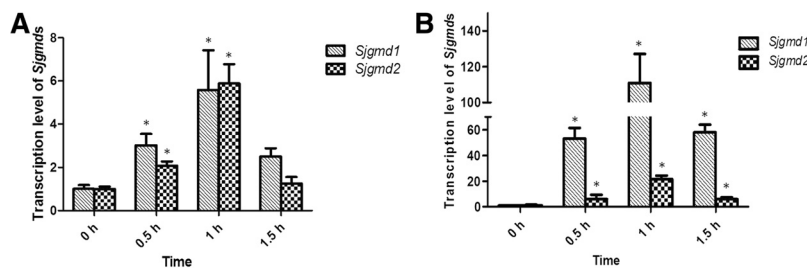 A
Transcription level of Sjgmds
8
6
4
2
0
0 h
0.5 h
1 h
1.5 h
Time
* * * *
Sjgmd1
Sjgmd2
B
Transcription level of Sjgmds
140
120
100
60
40
20
0
0 h
0.5 h
1 h
1.5 h
Time
* * * * * *
Sjgmd1
Sjgmd2